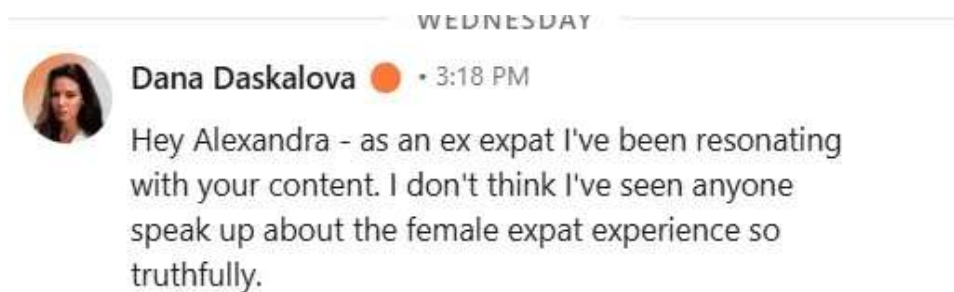 WEDNESDAY
Dana Daskalova • 3:18 PM
Hey Alexandra - as an ex expat I've been resonating
with your content. I don't think I've seen anyone
speak up about the female expat experience so
truthfully.